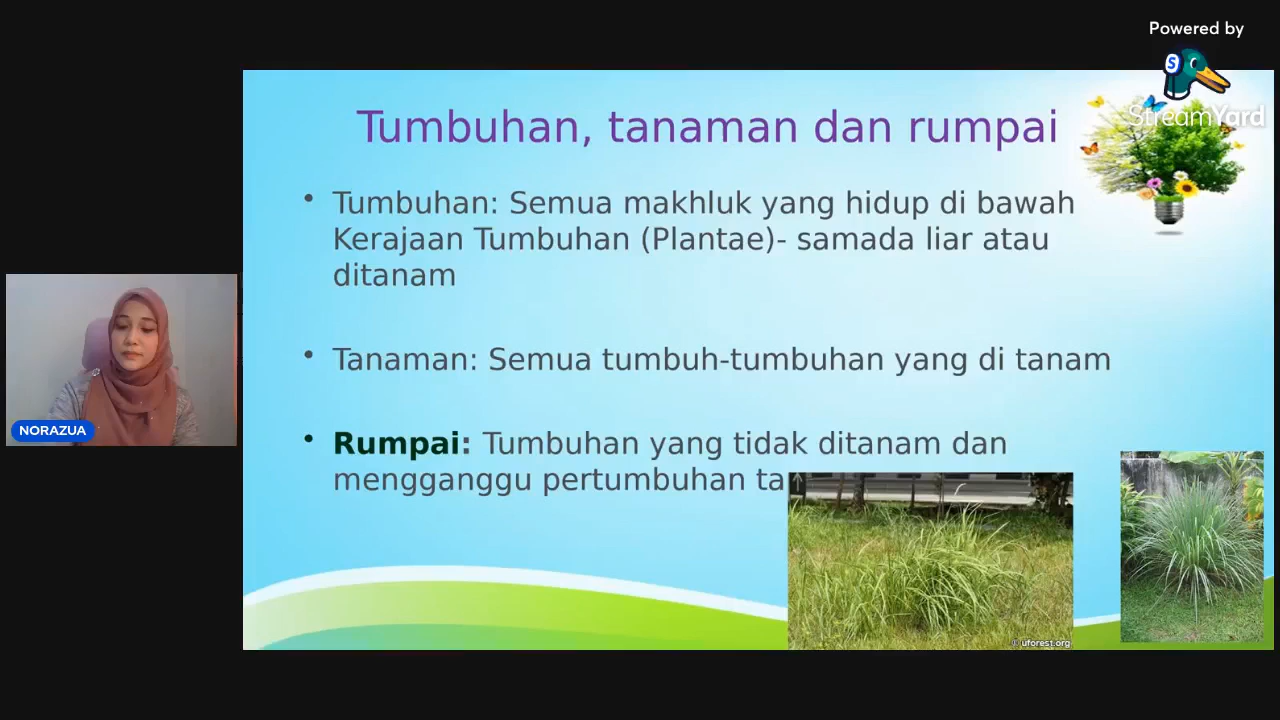 Powered by
StreamYard
Tumbuhan, tanaman dan rumpai
• Tumbuhan: Semua makhluk yang hidup di bawah
Kerajaan Tumbuhan (Plantae)- samada liar atau
ditanam
• Tanaman: Semua tumbuh-tumbuhan yang di tanam
• Rumpai: Tumbuhan yang tidak ditanam dan
mengganggu pertumbuhan ta
© uforest.org
NORAZUA